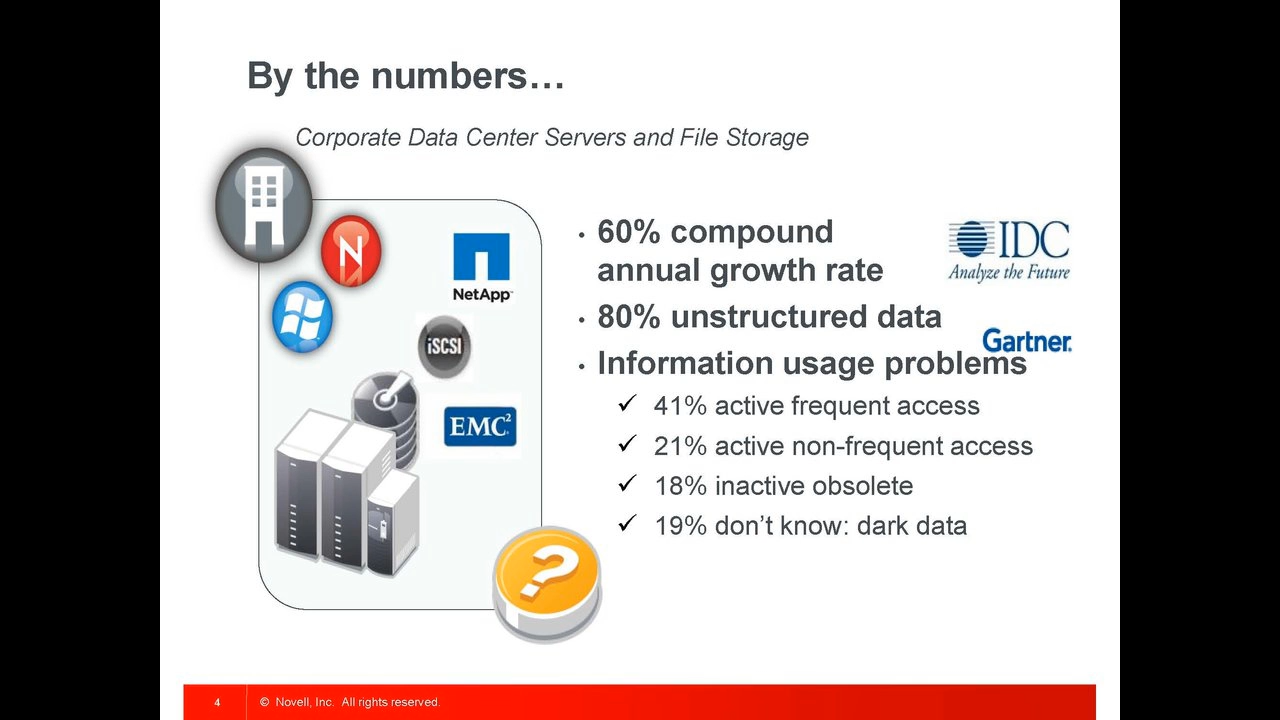 By the numbers…
Corporate Data Center Servers and File Storage
N
NetApp™
iSCSI
EMC²
?
• 60% compound
annual growth rate
IDC
Analyze the Future
• 80% unstructured data
Gartner.
• Information usage problems
✓ 41% active frequent access
✓ 21% active non-frequent access
✓ 18% inactive obsolete
✓ 19% don’t know: dark data
4
© Novell, Inc. All rights reserved.